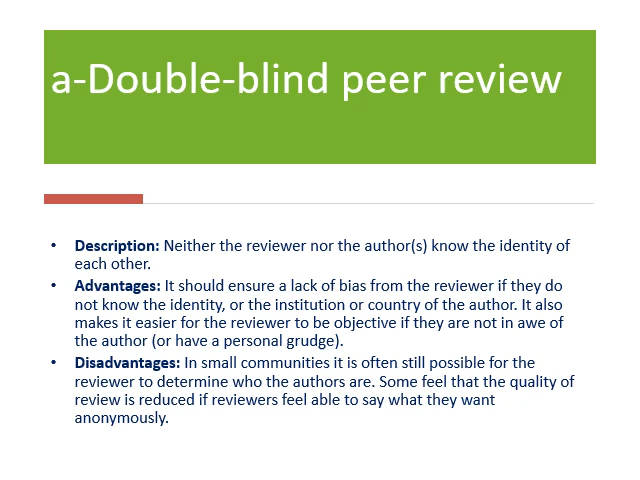 a-Double-blind peer review
• Description: Neither the reviewer nor the author(s) know the identity of
each other.
• Advantages: It should ensure a lack of bias from the reviewer if they do
not know the identity, or the institution or country of the author. It also
makes it easier for the reviewer to be objective if they are not in awe of
the author (or have a personal grudge).
• Disadvantages: In small communities it is often still possible for the
reviewer to determine who the authors are. Some feel that the quality of
review is reduced if reviewers feel able to say what they want
anonymously.